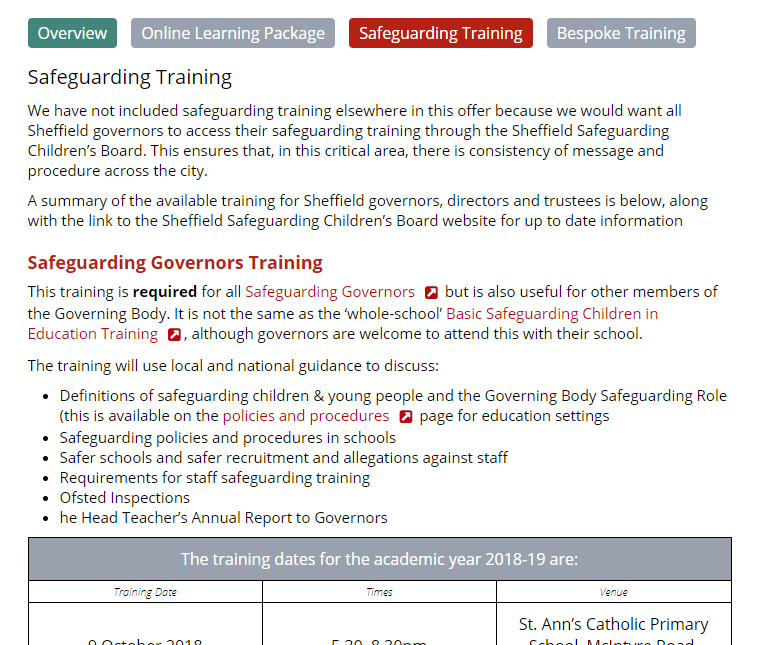 Overview Online Learning Package Safeguarding Training Bespoke Training
Safeguarding Training
We have not included safeguarding training elsewhere in this offer because we would want all
Sheffield governors to access their safeguarding training through the Sheffield Safeguarding
Children's Board. This ensures that, in this critical area, there is consistency of message and
procedure across the city.
A summary of the available training for Sheffield governors, directors and trustees is below, along
with the link to the Sheffield Safeguarding Children's Board website for up to date information
Safeguarding Governors Training
This training is required for all Safeguarding Governors but is also useful for other members of
the Governing Body. It is not the same as the ‘whole-school’ Basic Safeguarding Children in
Education Training , although governors are welcome to attend this with their school.
The training will use local and national guidance to discuss:
• Definitions of safeguarding children & young people and the Governing Body Safeguarding Role
(this is available on the policies and procedures page for education settings
• Safeguarding policies and procedures in schools
• Safer schools and safer recruitment and allegations against staff
• Requirements for staff safeguarding training
• Ofsted Inspections
• he Head Teacher's Annual Report to Governors
The training dates for the academic year 2018-19 are:
Training Date Times Venue
St. Ann's Catholic Primary
9 October 2018 5.30–8.30pm School, McIntyre Road